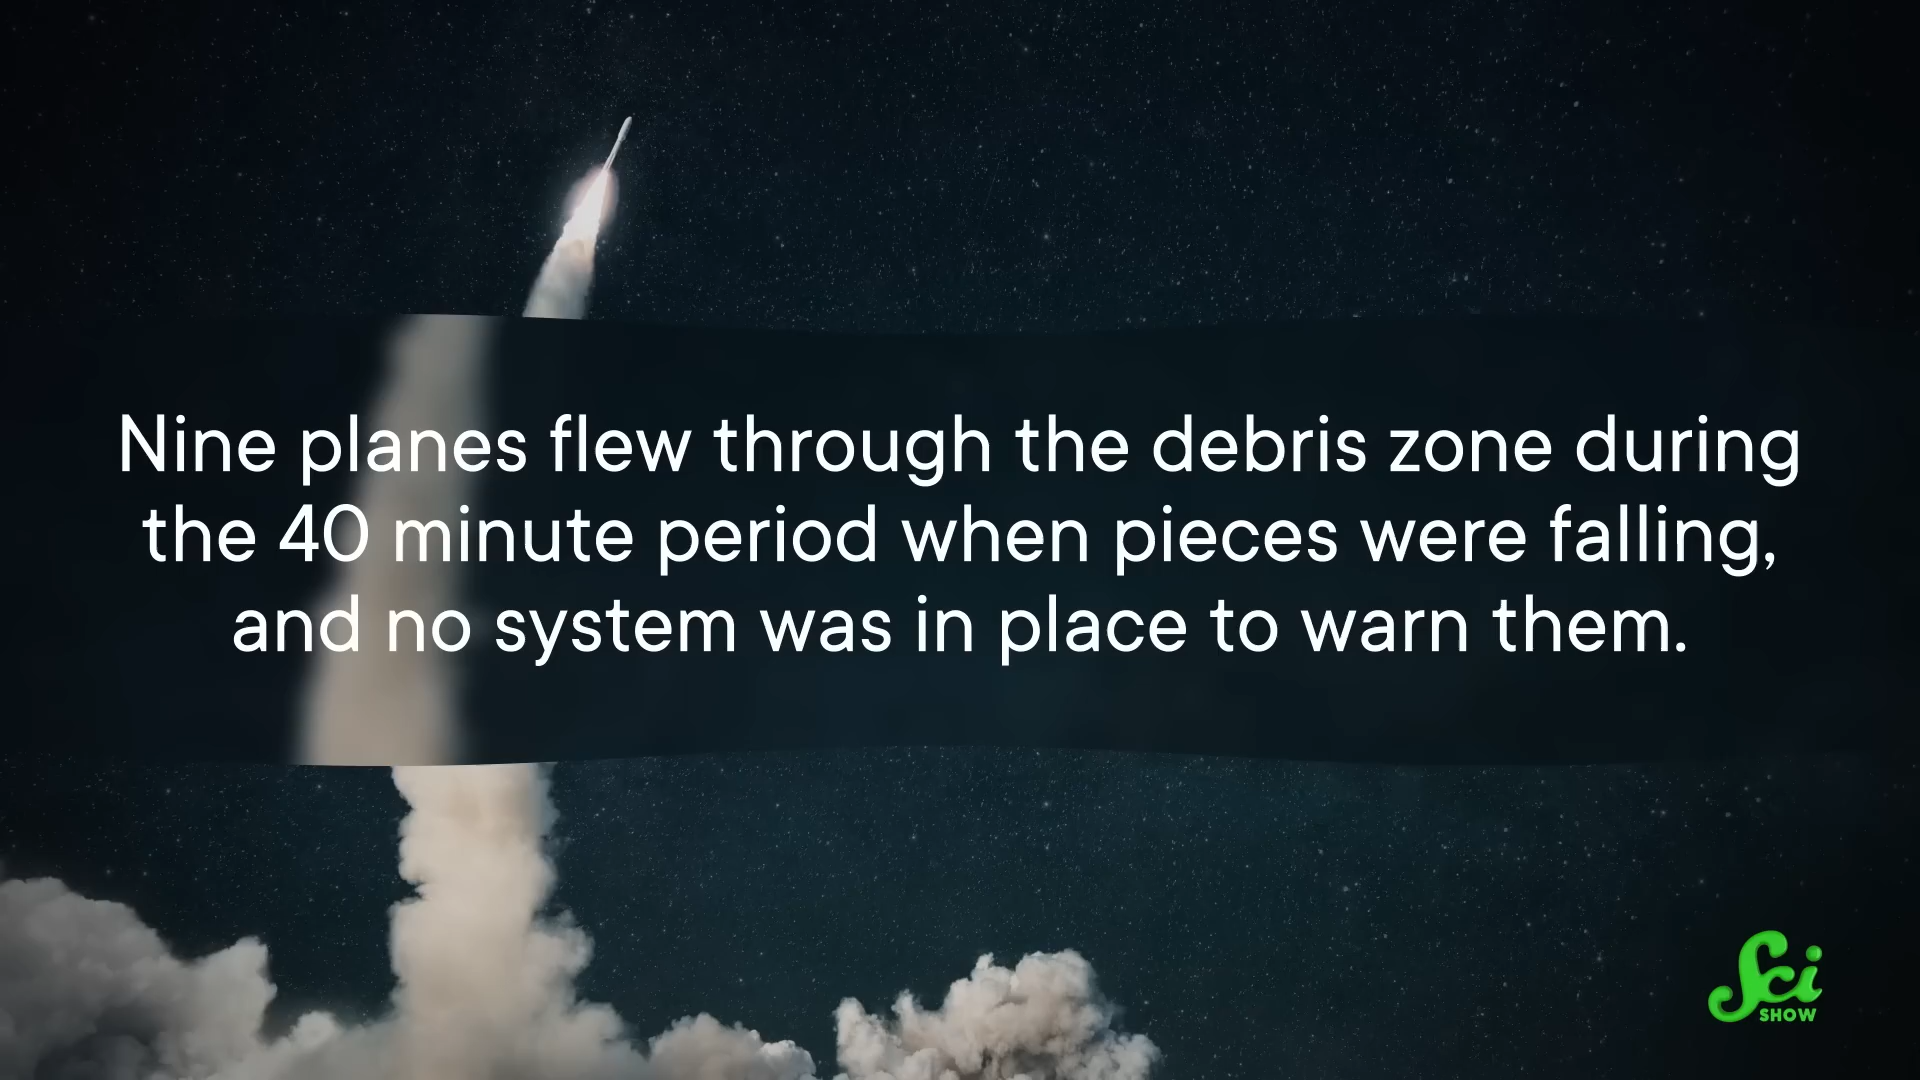 Nine planes flew through the debris zone during
the 40 minute period when pieces were falling,
and no system was in place to warn them.
Sci
SHOW